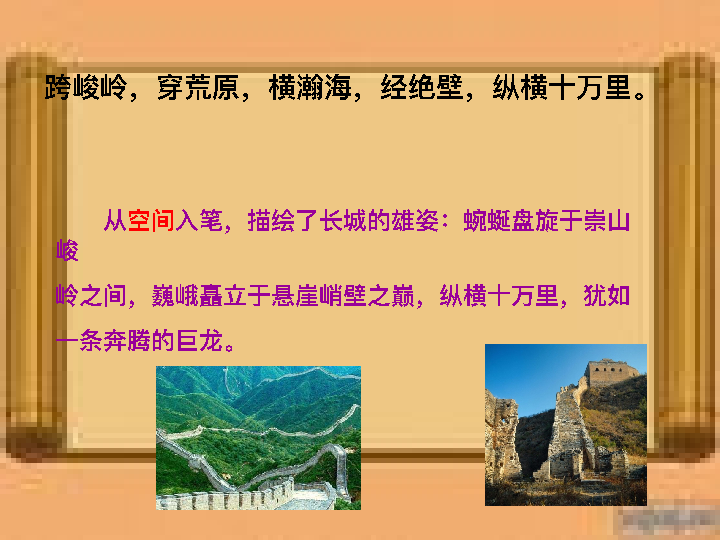 跨峻岭，穿荒原，横瀚海，经绝壁，纵横十万里。
从空间入笔，描绘了长城的雄姿：蜿蜒盘旋于崇山
峻
岭之间，巍峨矗立于悬崖峭壁之巅，纵横十万里，犹如
一条奔腾的巨龙。